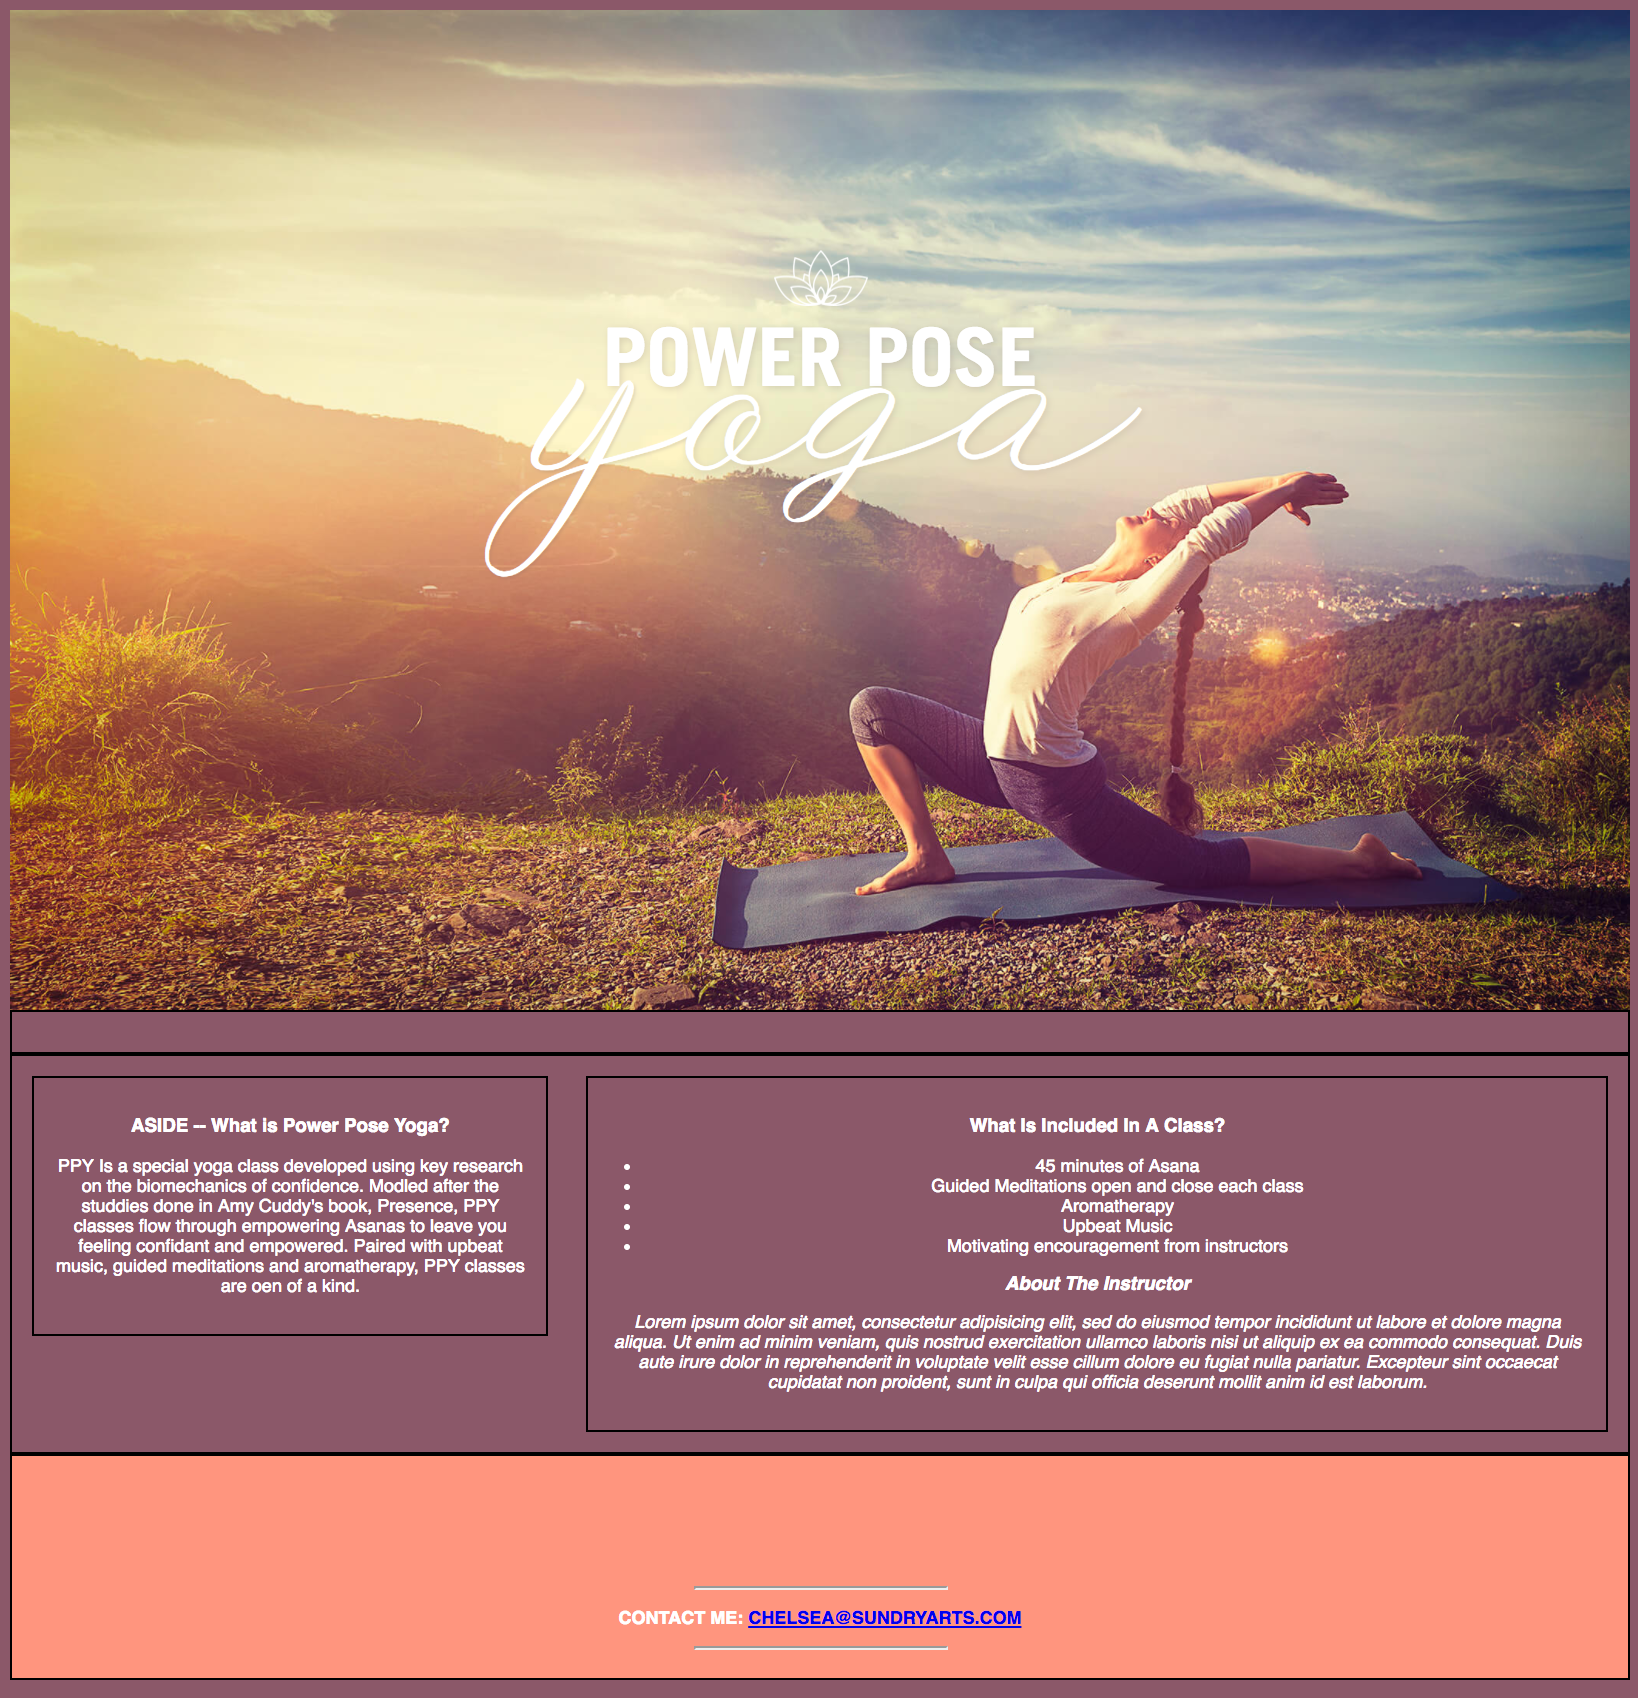 POWER POSE
yoga
ASIDE -- What is Power Pose Yoga?
PPY Is a special yoga class developed using key research
on the biomechanics of confidence. Modled after the
studdies done in Amy Cuddy's book, Presence, PPY
classes flow through empowering Asanas to leave you
feeling confidant and empowered. Paired with upbeat
music, guided meditations and aromatherapy, PPY classes
are oen of a kind.
What Is Included In A Class?
• 45 minutes of Asana
• Guided Meditations open and close each class
• Aromatherapy
• Upbeat Music
• Motivating encouragement from instructors
About The Instructor
Lorem ipsum dolor sit amet, consectetur adipisicing elit, sed do eiusmod tempor incididunt ut labore et dolore magna
aliqua. Ut enim ad minim veniam, quis nostrud exercitation ullamco laboris nisi ut aliquip ex ea commodo consequat. Duis
aute irure dolor in reprehenderit in voluptate velit esse cillum dolore eu fugiat nulla pariatur. Excepteur sint occaecat
cupidatat non proident, sunt in culpa qui officia deserunt mollit anim id est laborum.
CONTACT ME: CHELSEA@SUNDRYARTS.COM